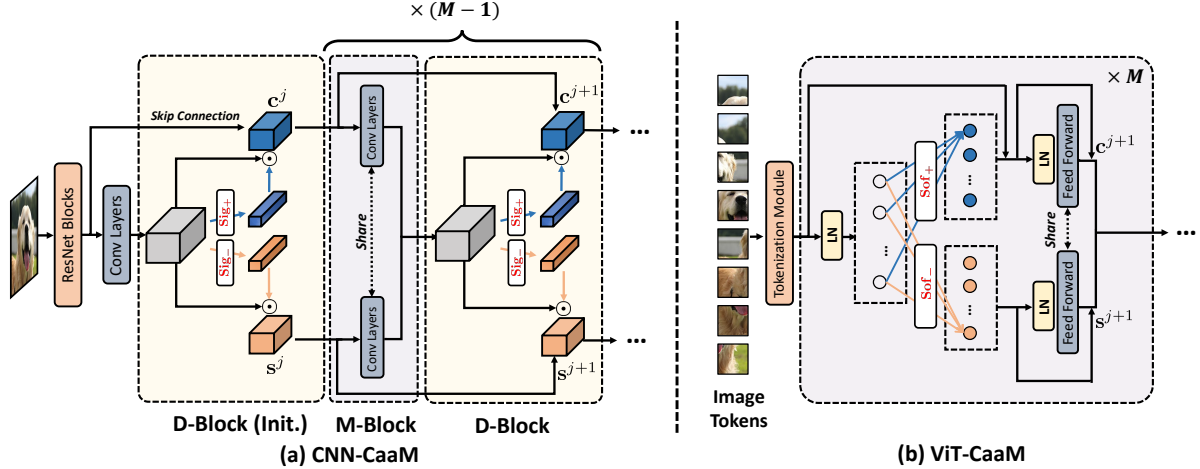 × (M − 1)
ResNet Blocks
Conv Layers
Skip Connection
c^j
Sig+
Sig−
s^j
D-Block (Init.)
Conv Layers
Share
Conv Layers
M-Block
c^{j+1}
Sig+
Sig−
s^{j+1}
...
...
D-Block
(a) CNN-CaaM
Image
Tokens
Tokenization Module
× M
LN
...
Sof+
Sof−
...
...
LN
Feed Forward
c^{j+1}
Share
LN
Feed Forward
s^{j+1}
...
(b) ViT-CaaM